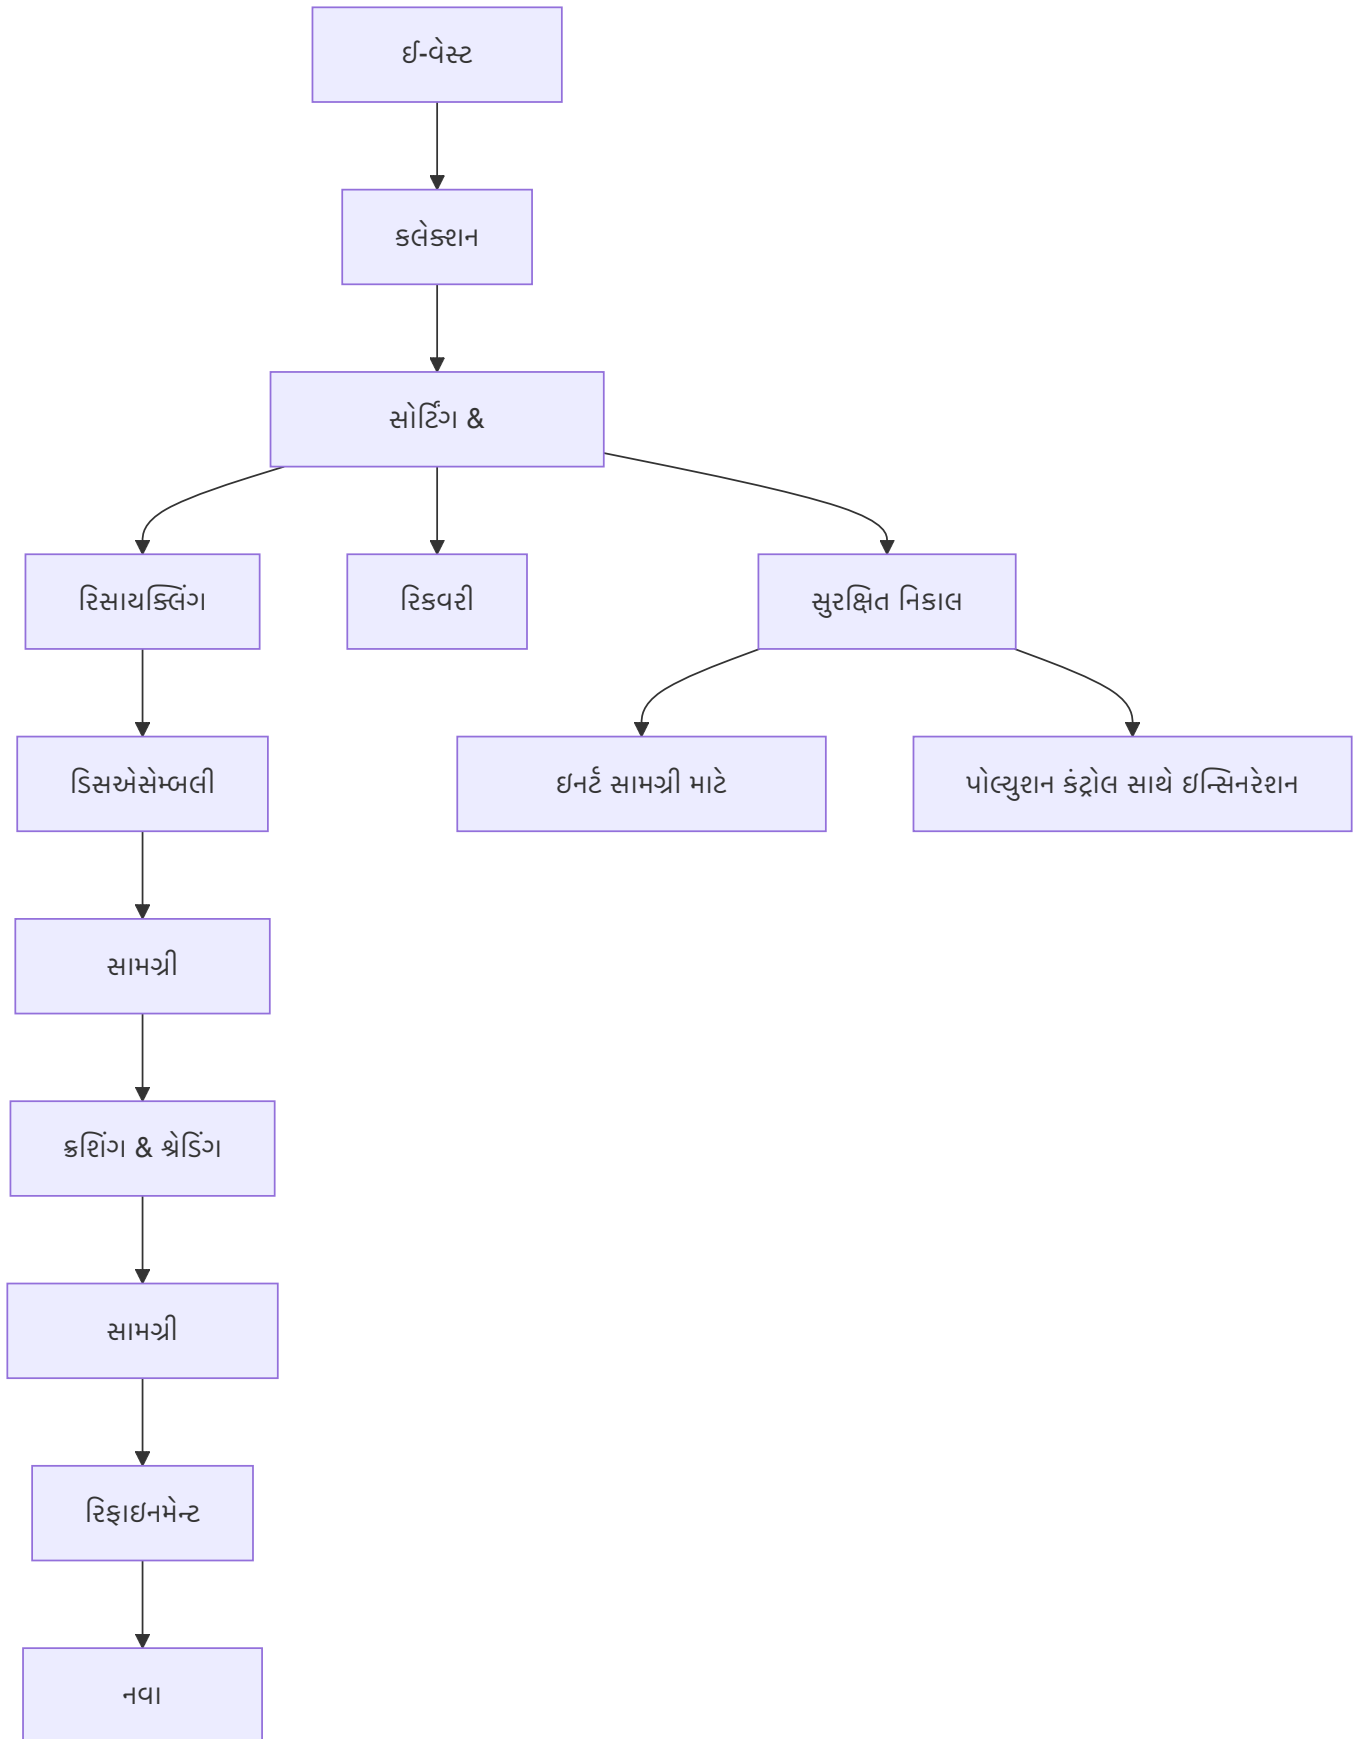 ઈ-વેસ્ટ
કલેક્શન
સોર્ટિંગ &
રિસાયક્લિંગ
રિકવરી
સુરક્ષિત નિકાલ
ડિસએસેમ્બલી
ઇનર્ટ સામગ્રી માટે
પોલ્યુશન કંટ્રોલ સાથે ઇન્સિનરેશન
સામગ્રી
ક્રશિંગ & શ્રેડિંગ
સામગ્રી
રિફાઇનમેન્ટ
નવા